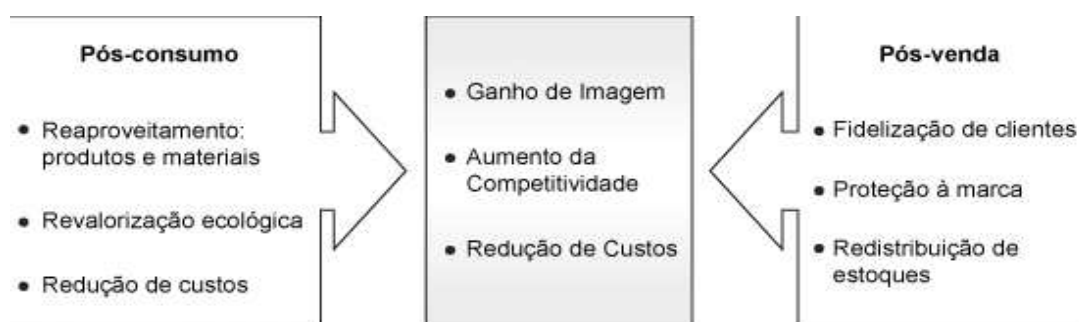 Pós-consumo
• Reaproveitamento:
produtos e materiais
• Revalorização ecológica
• Redução de custos
• Ganho de Imagem
• Aumento da
Competitividade
• Redução de Custos
Pós-venda
• Fidelização de clientes
• Proteção à marca
• Redistribuição de
estoques